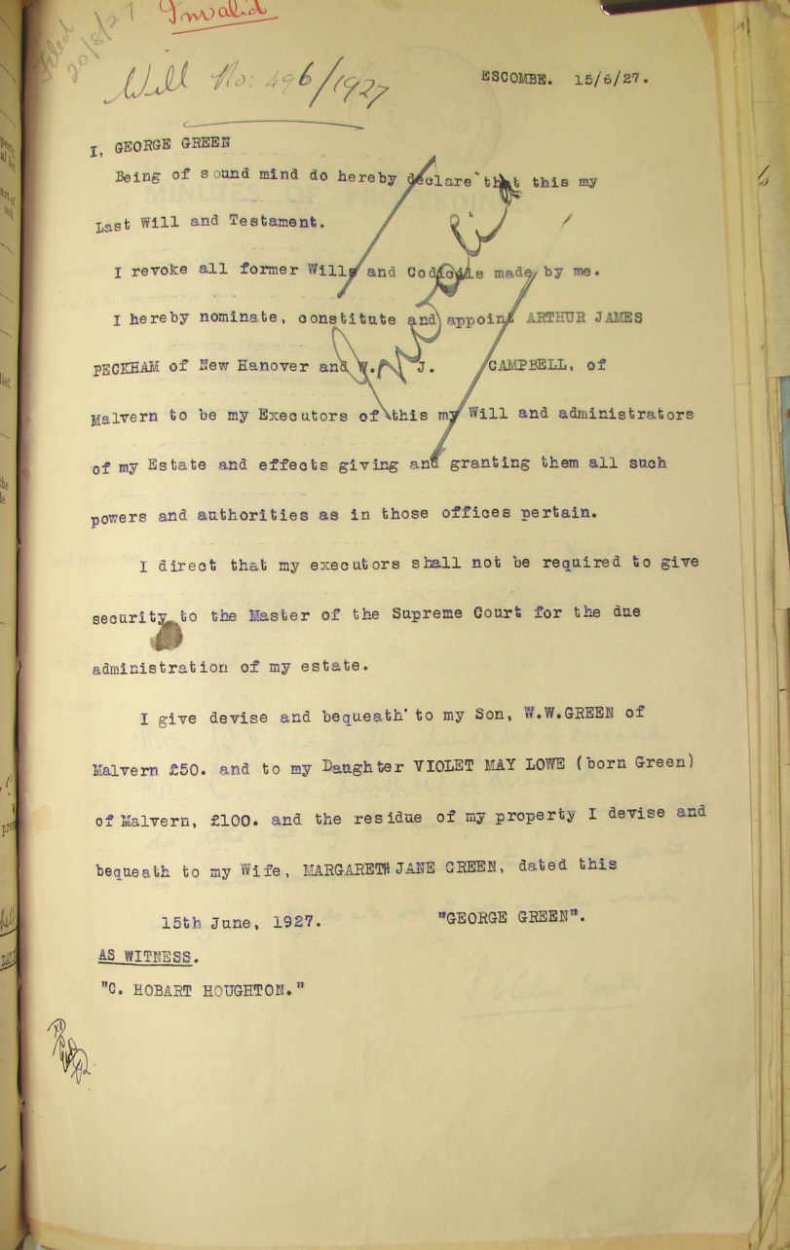 Invalid
Filed
20/8/27
Will No: 496/1927
ESCOMBE. 15/6/27.
I, GEORGE GREEN
Being of sound mind do hereby declare that this my
Last Will and Testament.
I revoke all former Wills and Codicils made by me.
I hereby nominate, constitute and appoint ARTHUR JAMES
PECKHAM of New Hanover and W. J. CAMPBELL, of
Malvern to be my Executors of this my Will and administrators
of my Estate and effects giving and granting them all such
powers and authorities as in those offices pertain.
I direct that my executors shall not be required to give
security to the Master of the Supreme Court for the due
administration of my estate.
I give devise and bequeath to my Son, W.W.GREEN of
Malvern £50. and to my Daughter VIOLET MAY LOWE (born Green)
of Malvern, £100. and the residue of my property I devise and
bequeath to my Wife, MARGARETH JANE GREEN, dated this
15th June, 1927. "GEORGE GREEN".
AS WITNESS.
"C. HOBART HOUGHTON."